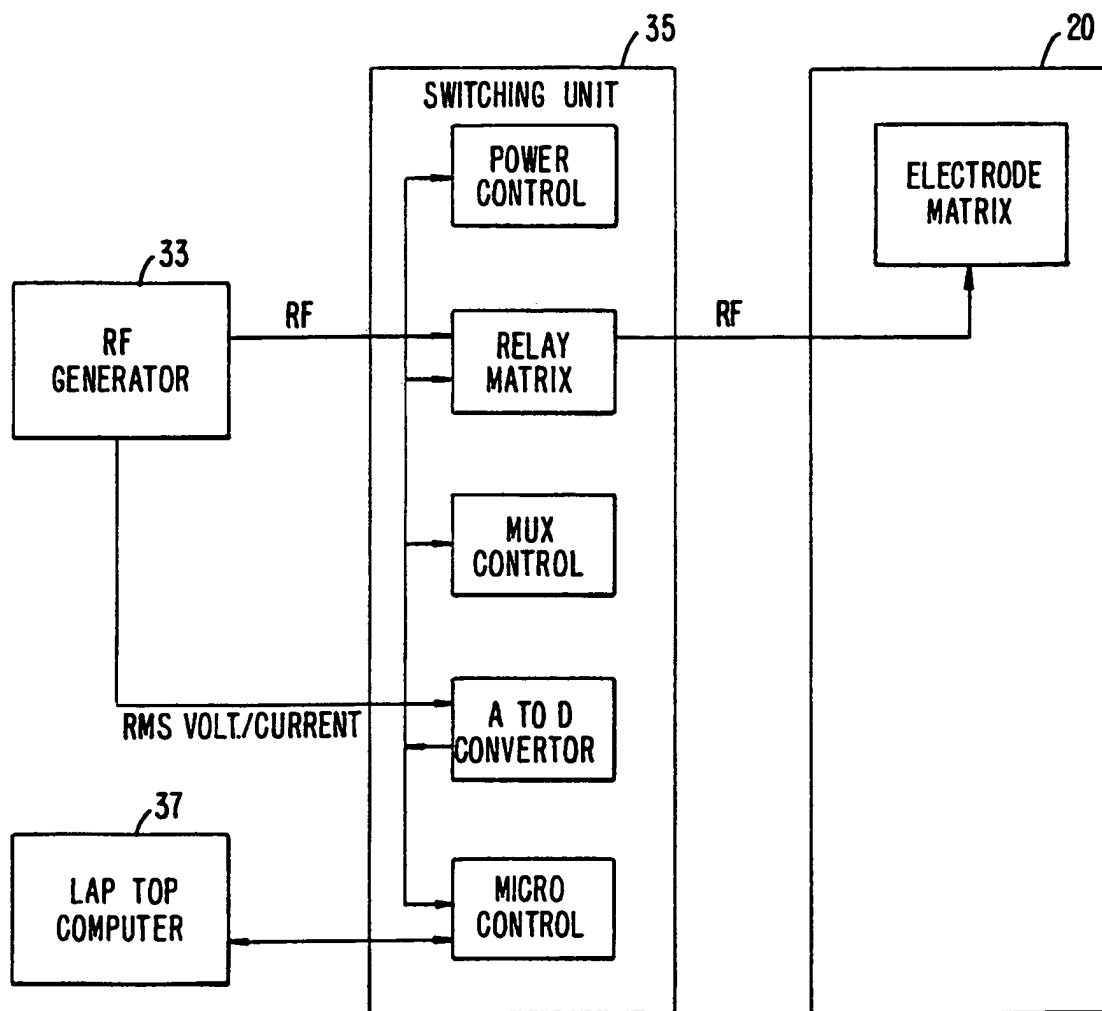 35
20
SWITCHING UNIT
POWER
CONTROL
ELECTRODE
MATRIX
33
RF
GENERATOR
RF
RELAY
MATRIX
RF
MUX
CONTROL
RMS VOLT./CURRENT
A TO D
CONVERTOR
37
LAP TOP
COMPUTER
MICRO
CONTROL